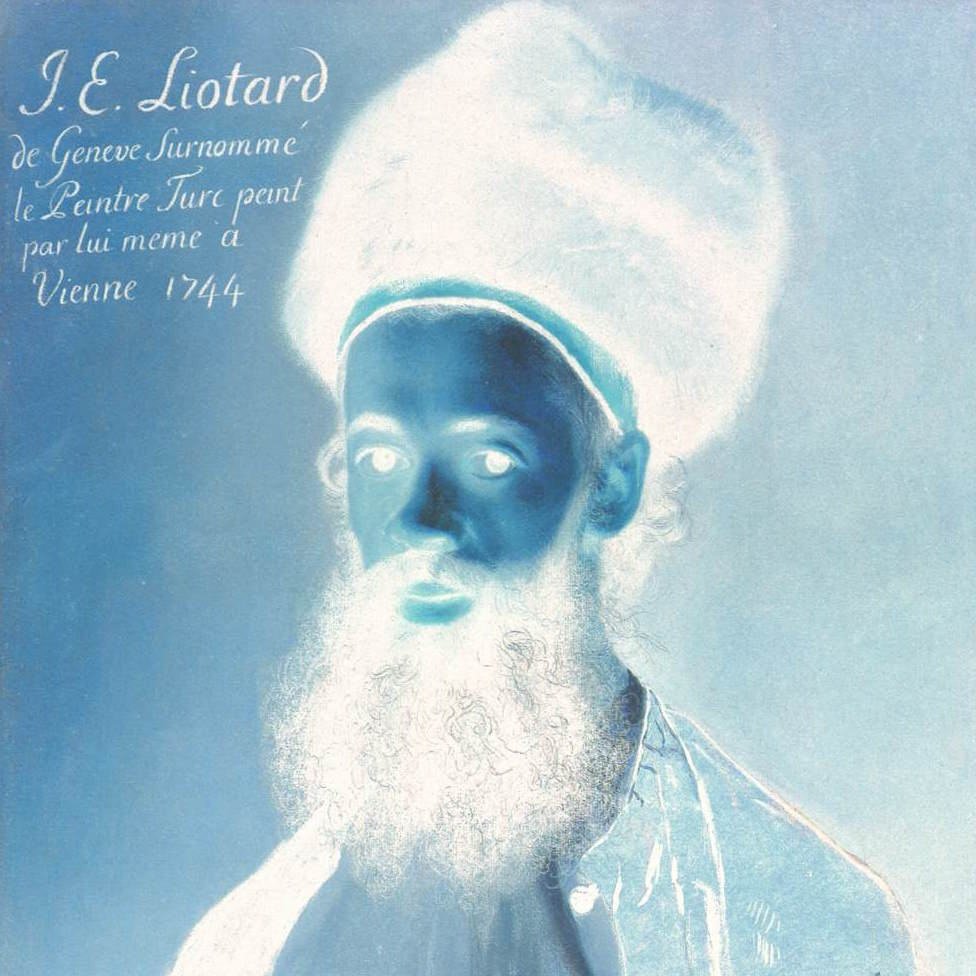 J. E. Liotard
de Geneve Surnommé
le Peintre Turc peint
par lui meme a
Vienne 1744